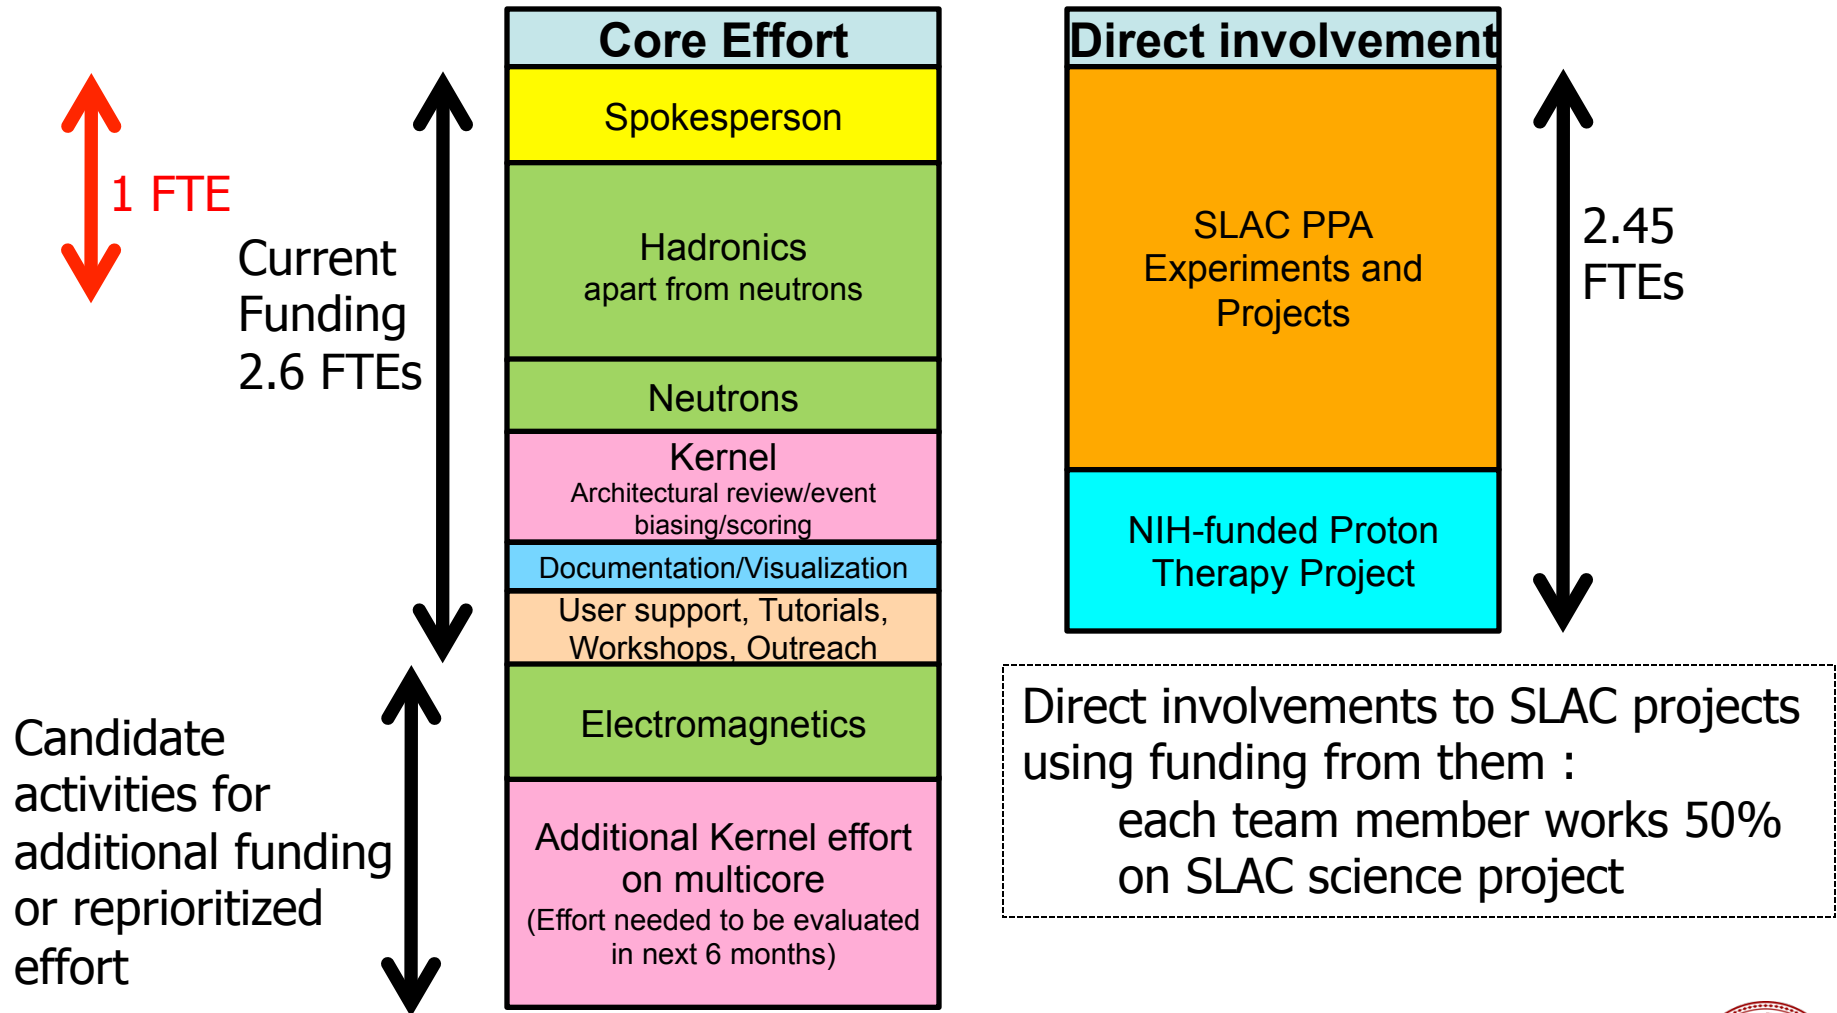 1 FTE
Current
Funding
2.6 FTEs
Candidate
activities for
additional funding
or reprioritized
effort
Core Effort
Spokesperson
Hadronics
apart from neutrons
Neutrons
Kernel
Architectural review/event
biasing/scoring
Documentation/Visualization
User support, Tutorials,
Workshops, Outreach
Electromagnetics
Additional Kernel effort
on multicore
(Effort needed to be evaluated
in next 6 months)
Direct involvement
SLAC PPA
Experiments and
Projects
NIH-funded Proton
Therapy Project
2.45
FTEs
Direct involvements to SLAC projects
using funding from them :
each team member works 50%
on SLAC science project